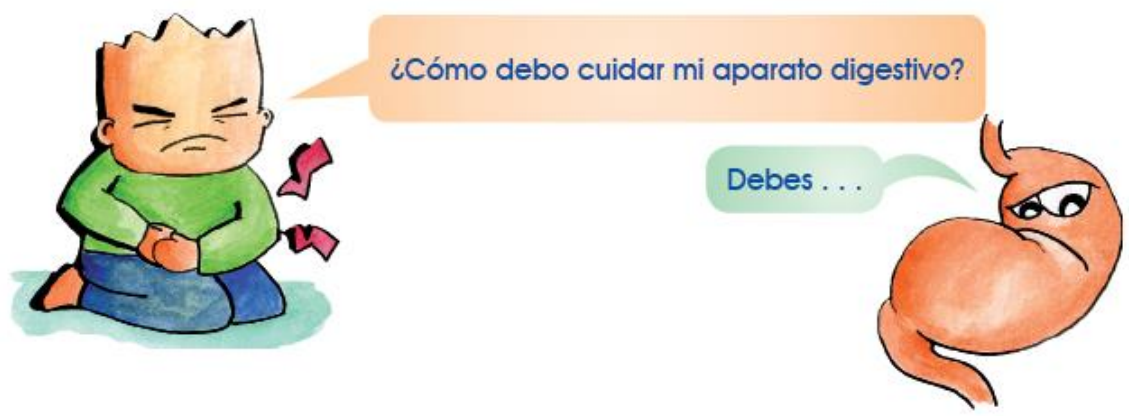 ¿Cómo debo cuidar mi aparato digestivo?
Debes . . .